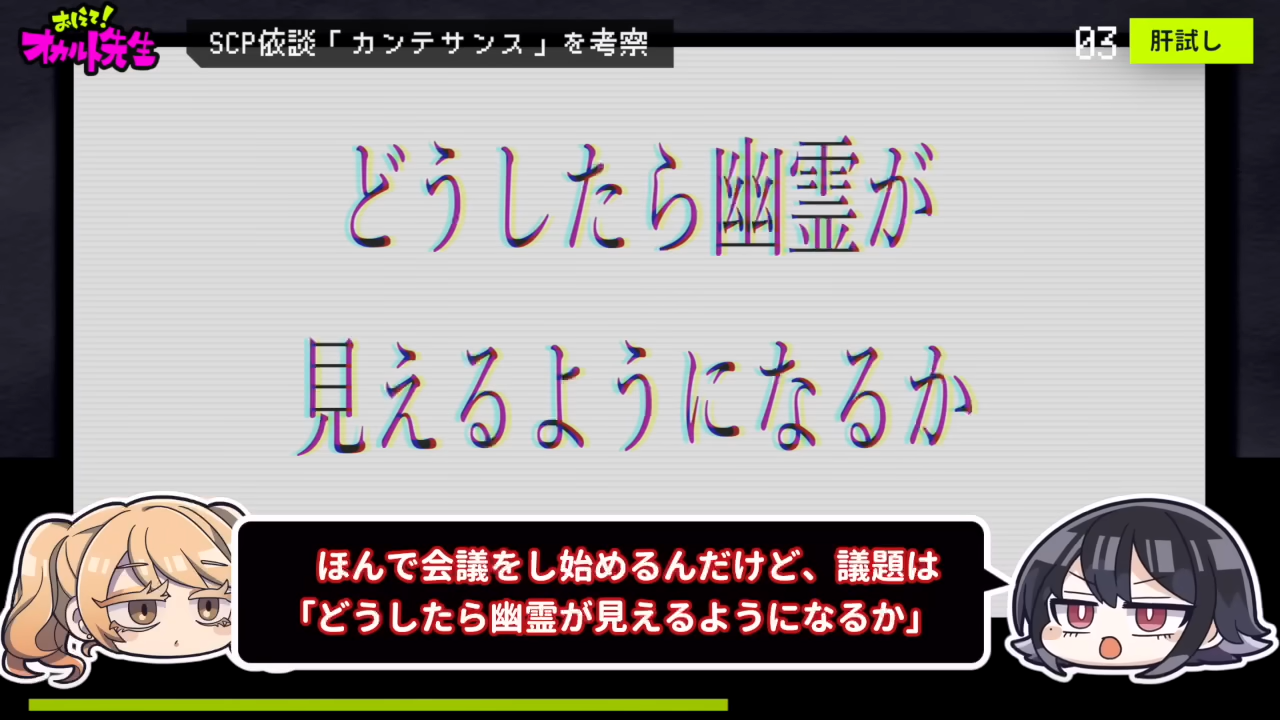 おしえて!
オカルト先生
SCP依談「カンテサンス」を考察
03
肝試し
どうしたら幽霊が
見えるようになるか
ほんで会議をし始めるんだけど、議題は
「どうしたら幽霊が見えるようになるか」